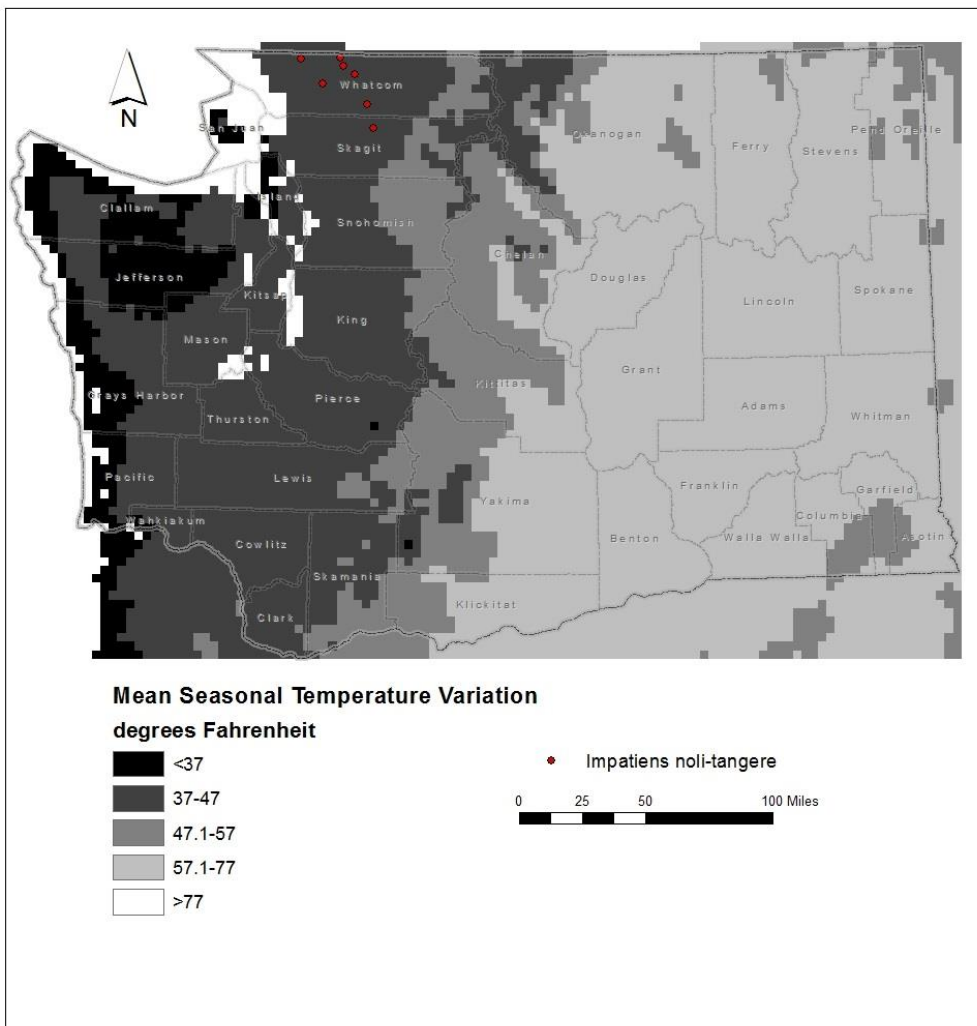 N
Whatcom
San Juan
Okanogan
Pend Oreille
Ferry
Stevens
Skagit
Island
Clallam
Snohomish
Chelan
Jefferson
Douglas
Kitsap
Lincoln
Spokane
King
Mason
Grant
Kittitas
Grays Harbor
Pierce
Adams
Whitman
Thurston
Pacific
Lewis
Yakima
Franklin
Garfield
Columbia
Wahkiakum
Asotin
Benton
Walla Walla
Cowlitz
Skamania
Klickitat
Clark
Mean Seasonal Temperature Variation
degrees Fahrenheit
<37
37-47
47.1-57
57.1-77
>77
Impatiens noli-tangere
0 25 50 100 Miles